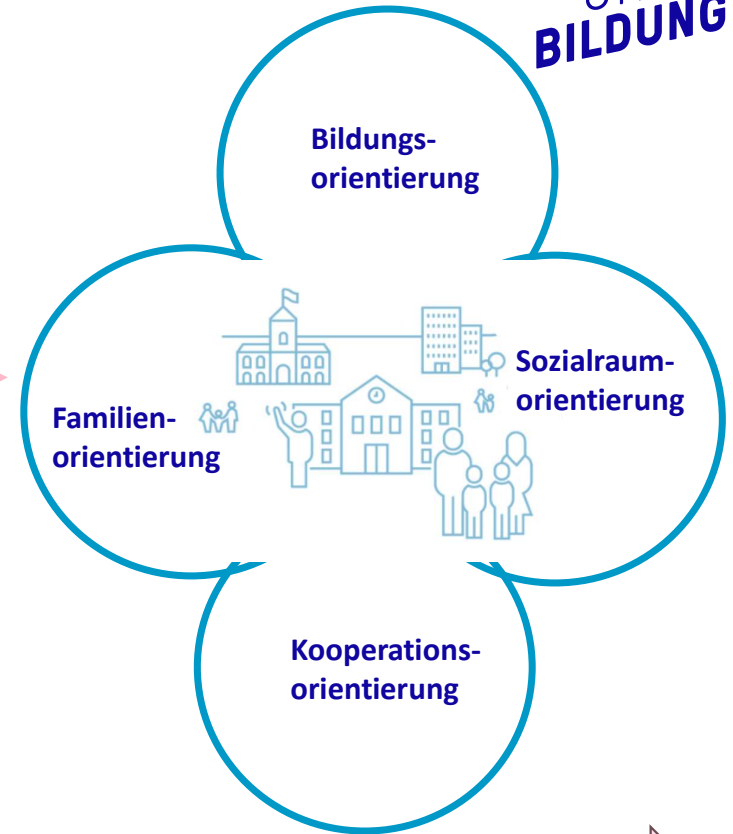 BILDUNG
Bildungs-
orientierung
Sozialraum-
orientierung
Familien-
orientierung
Kooperations-
orientierung